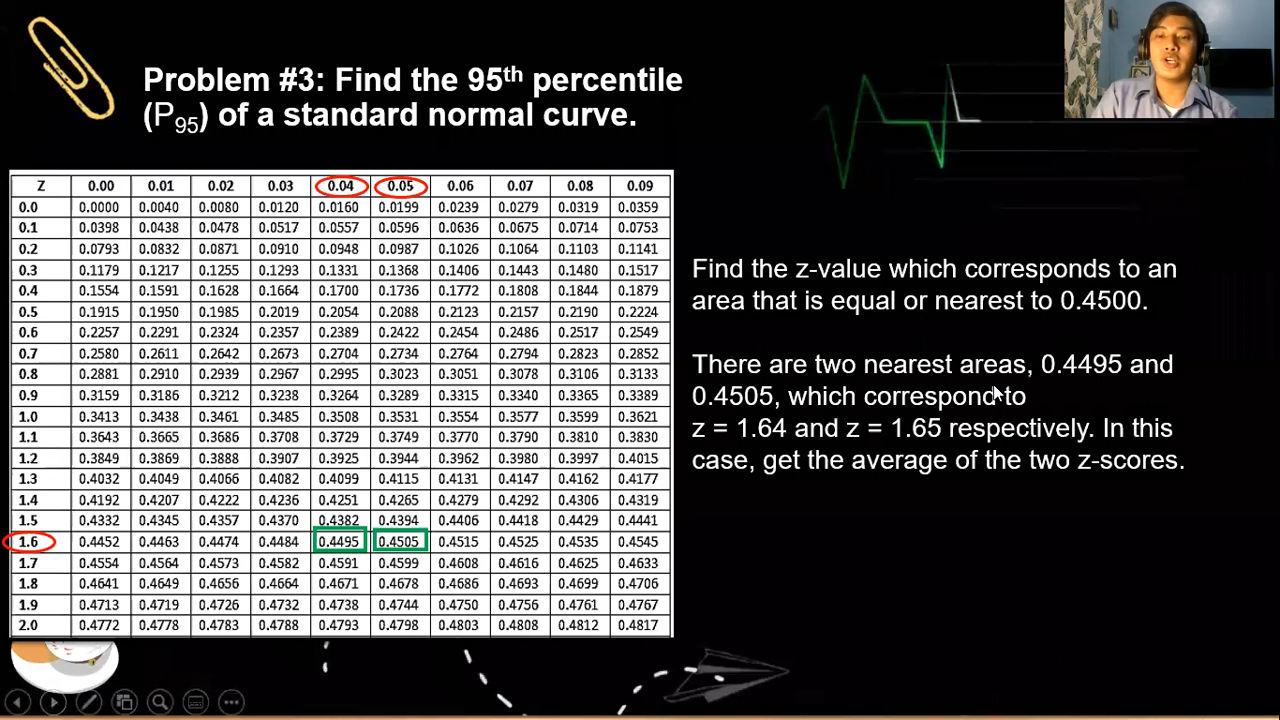 Problem #3: Find the 95th percentile
(P95) of a standard normal curve.
Z 0.00 0.01 0.02 0.03 0.04 0.05 0.06 0.07 0.08 0.09
0.0 0.0000 0.0040 0.0080 0.0120 0.0160 0.0199 0.0239 0.0279 0.0319 0.0359
0.1 0.0398 0.0438 0.0478 0.0517 0.0557 0.0596 0.0636 0.0675 0.0714 0.0753
0.2 0.0793 0.0832 0.0871 0.0910 0.0948 0.0987 0.1026 0.1064 0.1103 0.1141
0.3 0.1179 0.1217 0.1255 0.1293 0.1331 0.1368 0.1406 0.1443 0.1480 0.1517
0.4 0.1554 0.1591 0.1628 0.1664 0.1700 0.1736 0.1772 0.1808 0.1844 0.1879
0.5 0.1915 0.1950 0.1985 0.2019 0.2054 0.2088 0.2123 0.2157 0.2190 0.2224
0.6 0.2257 0.2291 0.2324 0.2357 0.2389 0.2422 0.2454 0.2486 0.2517 0.2549
0.7 0.2580 0.2611 0.2642 0.2673 0.2704 0.2734 0.2764 0.2794 0.2823 0.2852
0.8 0.2881 0.2910 0.2939 0.2967 0.2995 0.3023 0.3051 0.3078 0.3106 0.3133
0.9 0.3159 0.3186 0.3212 0.3238 0.3264 0.3289 0.3315 0.3340 0.3365 0.3389
1.0 0.3413 0.3438 0.3461 0.3485 0.3508 0.3531 0.3554 0.3577 0.3599 0.3621
1.1 0.3643 0.3665 0.3686 0.3708 0.3729 0.3749 0.3770 0.3790 0.3810 0.3830
1.2 0.3849 0.3869 0.3888 0.3907 0.3925 0.3944 0.3962 0.3980 0.3997 0.4015
1.3 0.4032 0.4049 0.4066 0.4082 0.4099 0.4115 0.4131 0.4147 0.4162 0.4177
1.4 0.4192 0.4207 0.4222 0.4236 0.4251 0.4265 0.4279 0.4292 0.4306 0.4319
1.5 0.4332 0.4345 0.4357 0.4370 0.4382 0.4394 0.4406 0.4418 0.4429 0.4441
1.6 0.4452 0.4463 0.4474 0.4484 0.4495 0.4505 0.4515 0.4525 0.4535 0.4545
1.7 0.4554 0.4564 0.4573 0.4582 0.4591 0.4599 0.4608 0.4616 0.4625 0.4633
1.8 0.4641 0.4649 0.4656 0.4664 0.4671 0.4678 0.4686 0.4693 0.4699 0.4706
1.9 0.4713 0.4719 0.4726 0.4732 0.4738 0.4744 0.4750 0.4756 0.4761 0.4767
2.0 0.4772 0.4778 0.4783 0.4788 0.4793 0.4798 0.4803 0.4808 0.4812 0.4817
Find the z-value which corresponds to an
area that is equal or nearest to 0.4500.
There are two nearest areas, 0.4495 and
0.4505, which correspond to
z = 1.64 and z = 1.65 respectively. In this
case, get the average of the two z-scores.